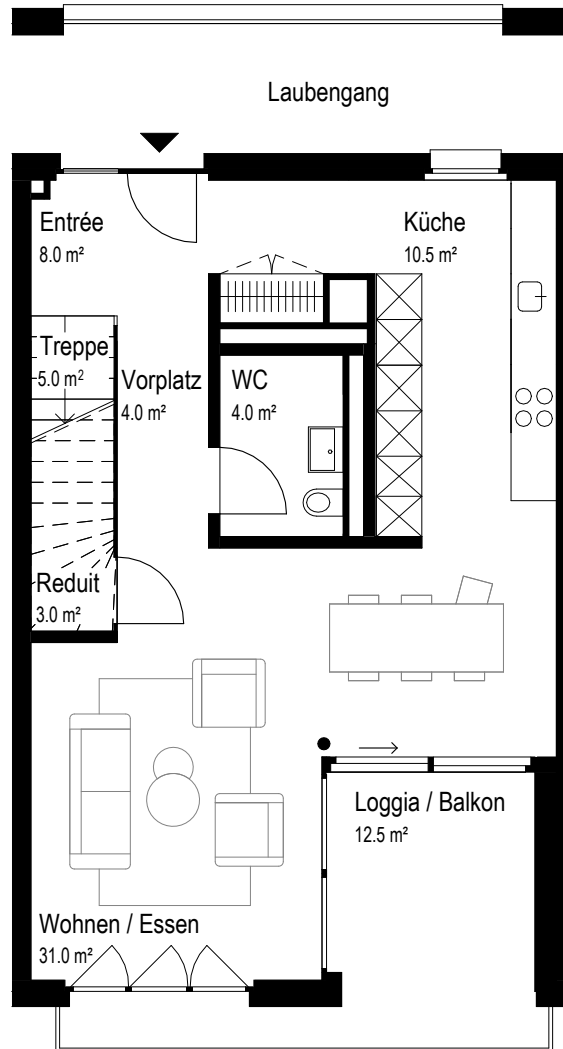 Laubengang
Entrée
8.0 m²
Küche
10.5 m²
Treppe
5.0 m²
Vorplatz
4.0 m²
WC
4.0 m²
Reduit
3.0 m²
Loggia / Balkon
12.5 m²
Wohnen / Essen
31.0 m²